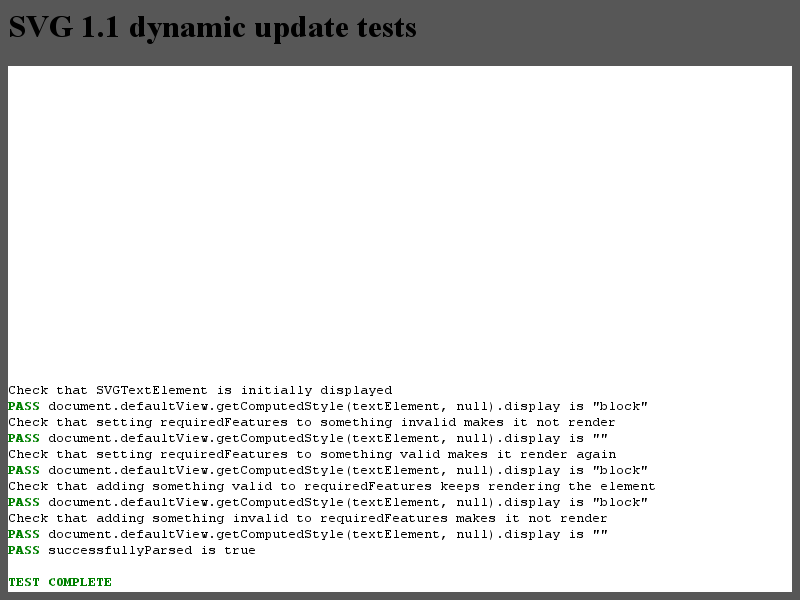 SVG 1.1 dynamic update tests
Check that SVGTextElement is initially displayed
PASS document.defaultView.getComputedStyle(textElement, null).display is "block"
Check that setting requiredFeatures to something invalid makes it not render
PASS document.defaultView.getComputedStyle(textElement, null).display is ""
Check that setting requiredFeatures to something valid makes it render again
PASS document.defaultView.getComputedStyle(textElement, null).display is "block"
Check that adding something valid to requiredFeatures keeps rendering the element
PASS document.defaultView.getComputedStyle(textElement, null).display is "block"
Check that adding something invalid to requiredFeatures makes it not render
PASS document.defaultView.getComputedStyle(textElement, null).display is ""
PASS successfullyParsed is true
TEST COMPLETE